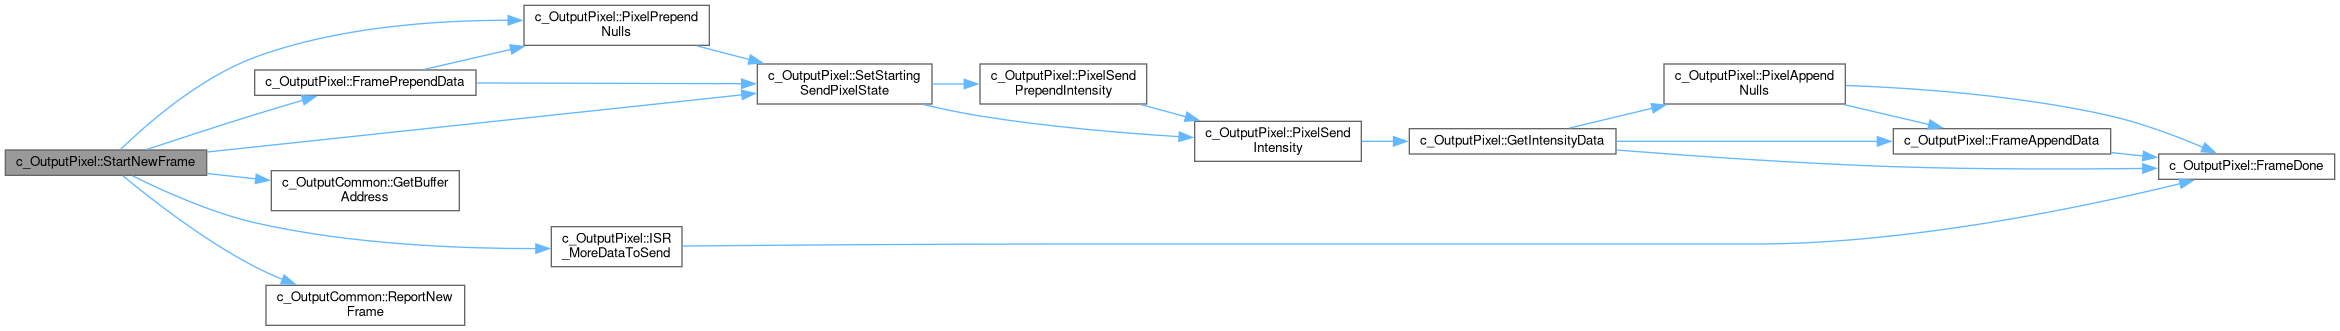 c_OutputPixel::StartNewFrame
c_OutputPixel::PixelPrepend
Nulls
c_OutputPixel::FramePrependData
c_OutputPixel::SetStarting
SendPixelState
c_OutputPixel::PixelSend
PrependIntensity
c_OutputPixel::PixelSend
Intensity
c_OutputPixel::GetIntensityData
c_OutputPixel::PixelAppend
Nulls
c_OutputPixel::FrameAppendData
c_OutputPixel::FrameDone
c_OutputCommon::GetBuffer
Address
c_OutputPixel::ISR
_MoreDataToSend
c_OutputCommon::ReportNew
Frame